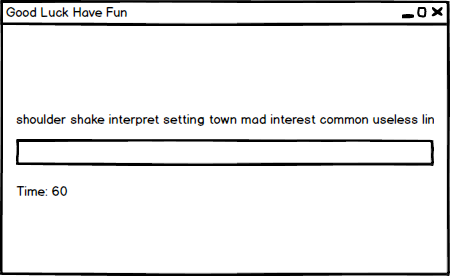 Good Luck Have Fun
shoulder shake interpret setting town mad interest common useless lin
Time: 60